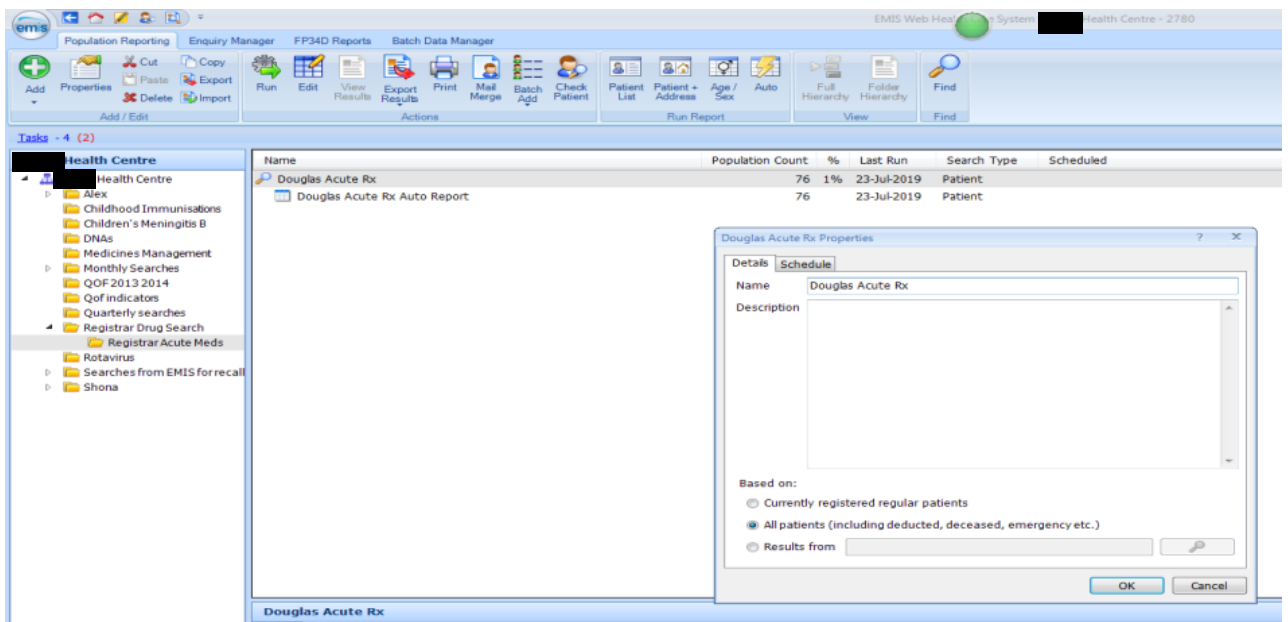 emis
EMIS Web Health System Health Centre - 2780
Population Reporting Enquiry Manager FP34D Reports Batch Data Manager
Add Properties Cut Copy Paste Export Delete Import
Run Edit View Results Export Results Print Mail Merge Batch Add Check Patient
Patient List Patient + Address Age / Sex Auto
Full Hierarchy Folder Hierarchy Find
Add / Edit Actions Run Report View Find
Tasks - 4 (2)
Health Centre
Health Centre
Alex
Childhood Immunisations
Children's Meningitis B
DNAs
Medicines Management
Monthly Searches
QOF 2013 2014
Qof indicators
Quarterly searches
Registrar Drug Search
Registrar Acute Meds
Rotavirus
Searches from EMIS for recall
Shona
Name Population Count % Last Run Search Type Scheduled
Douglas Acute Rx 76 1% 23-Jul-2019 Patient
Douglas Acute Rx Auto Report 76 23-Jul-2019 Patient
Douglas Acute Rx Properties ? X
Details Schedule
Name Douglas Acute Rx
Description
Based on:
Currently registered regular patients
All patients (including deducted, deceased, emergency etc.)
Results from
OK Cancel
Douglas Acute Rx